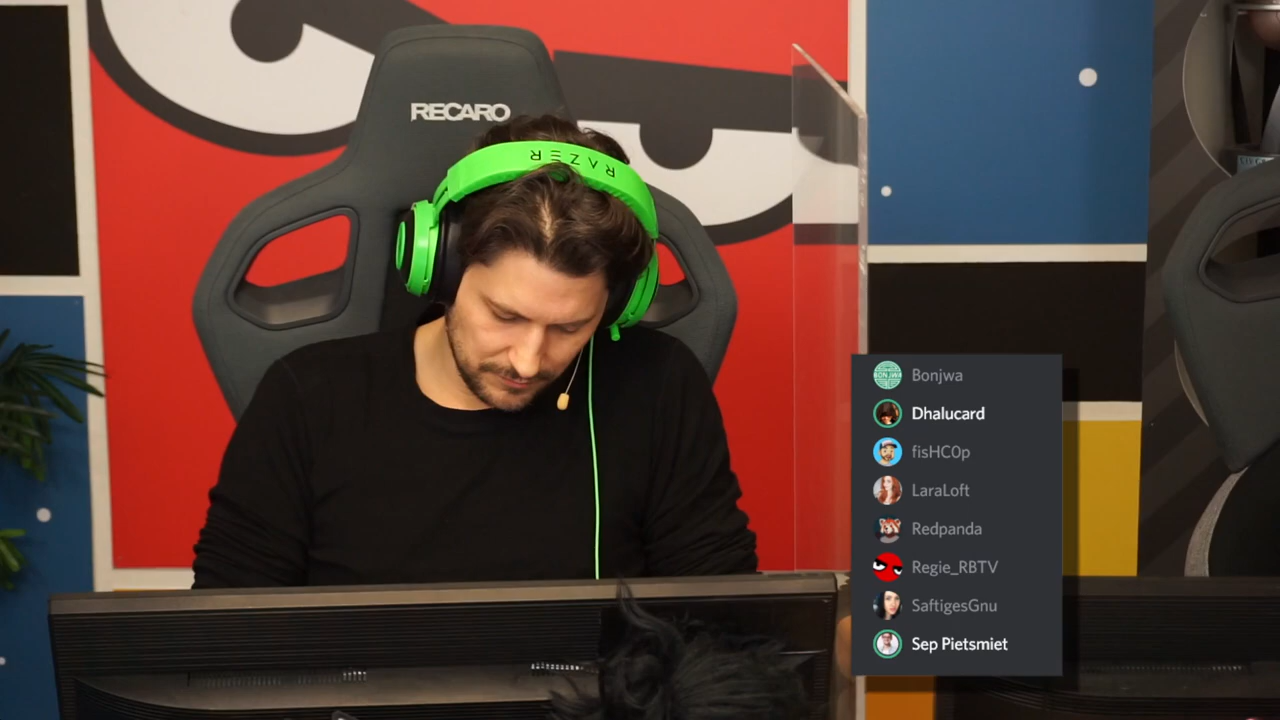 RECARO
RAZER
Bonjwa
Dhalucard
fisHC0p
LaraLoft
Redpanda
Regie_RBTV
SaftigesGnu
Sep Pietsmiet